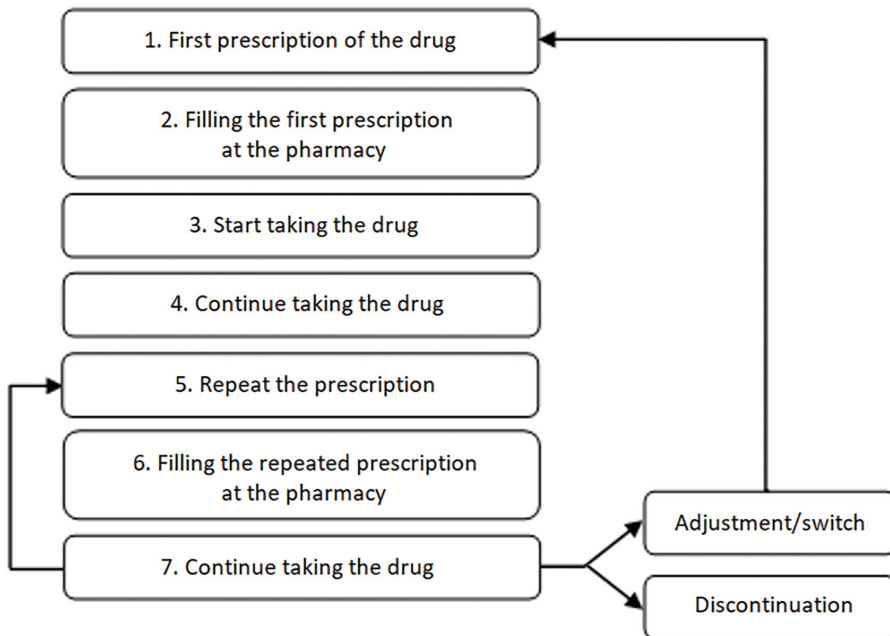 1. First prescription of the drug
2. Filling the first prescription
at the pharmacy
3. Start taking the drug
4. Continue taking the drug
5. Repeat the prescription
6. Filling the repeated prescription
at the pharmacy
7. Continue taking the drug
Adjustment/switch
Discontinuation